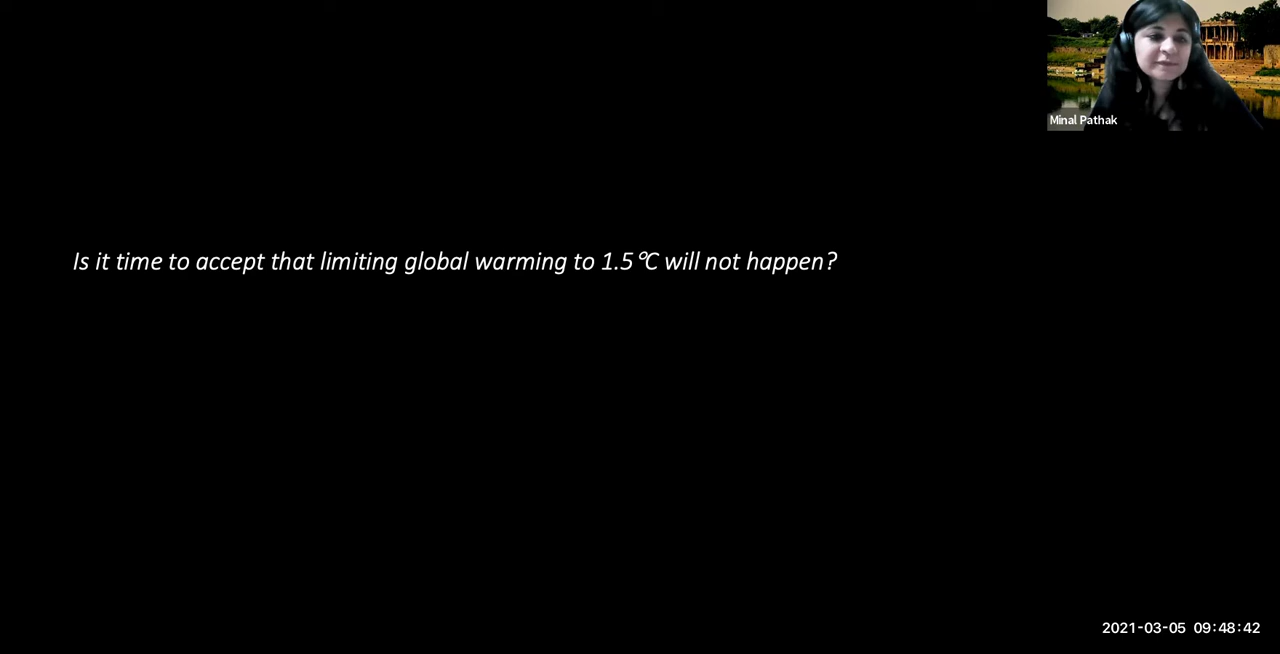 Minal Pathak
Is it time to accept that limiting global warming to 1.5℃ will not happen?
2021-03-05 09:48:42